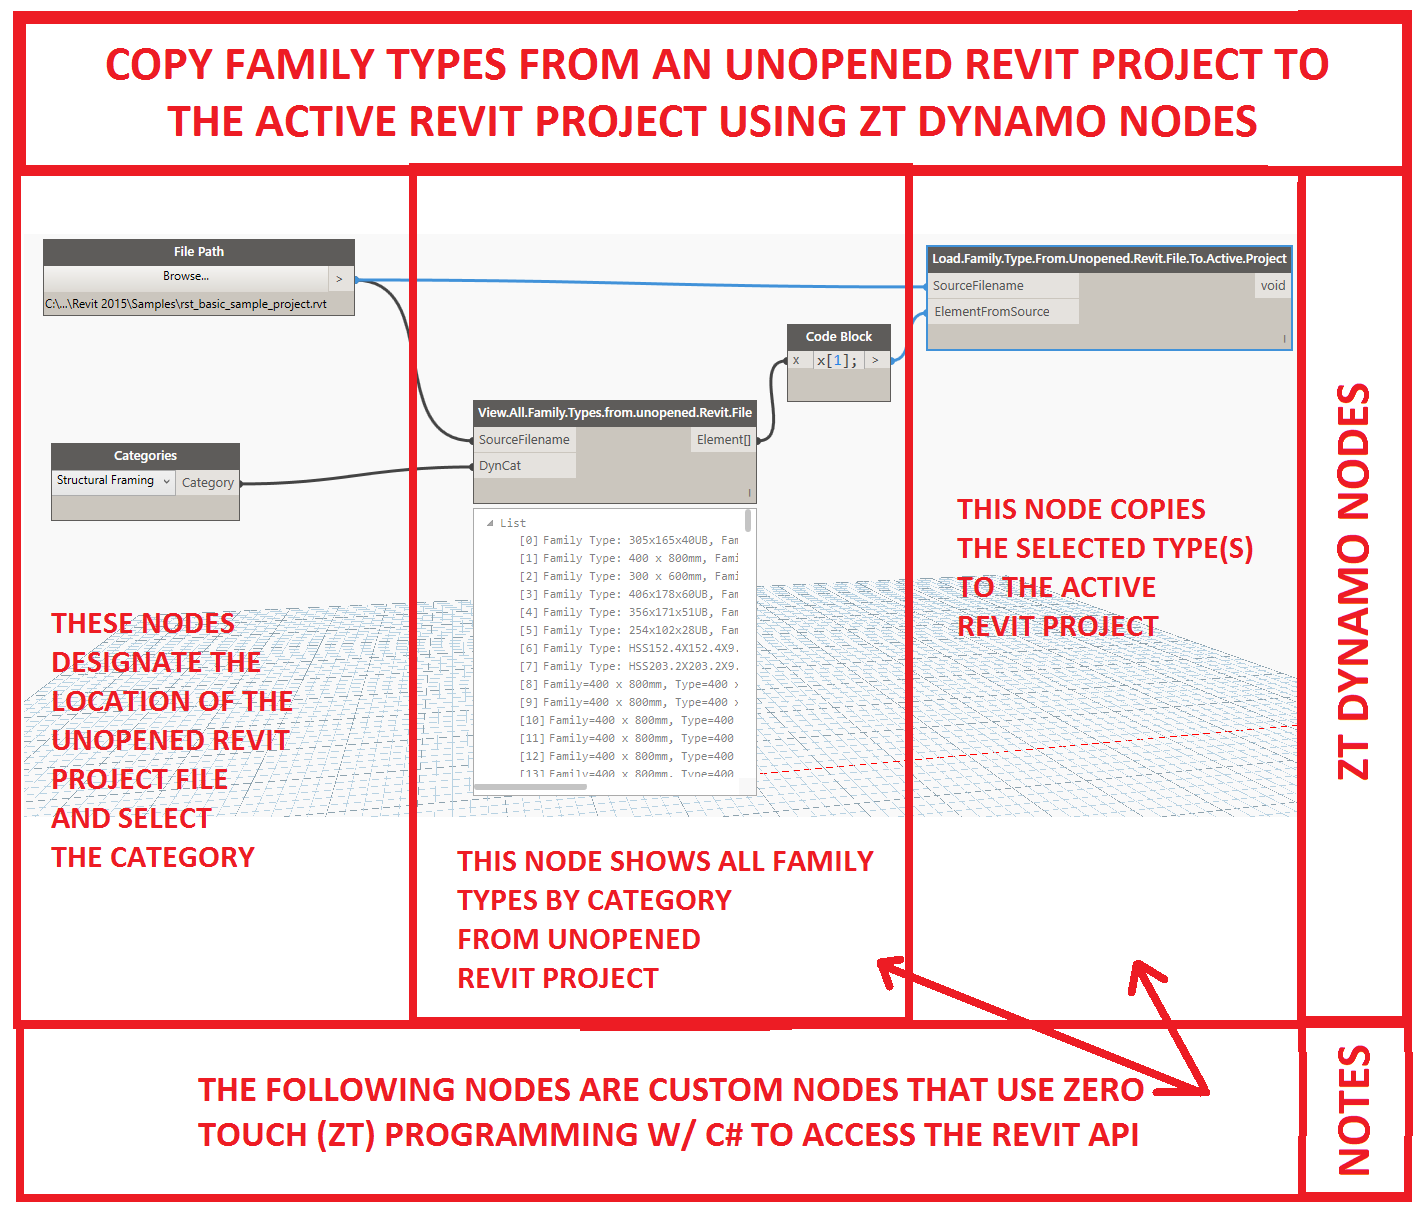 COPY FAMILY TYPES FROM AN UNOPENED REVIT PROJECT TO
THE ACTIVE REVIT PROJECT USING ZT DYNAMO NODES
File Path
Browse...
>
C:\...\Revit 2015\Samples\rst_basic_sample_project.rvt
Categories
Structural Framing
Category
THESE NODES
DESIGNATE THE
LOCATION OF THE
UNOPENED REVIT
PROJECT FILE
AND SELECT
THE CATEGORY
View.All.Family.Types.from.unopened.Revit.File
SourceFilename
Element[]
DynCat
l
List
[0] Family Type: 305x165x40UB, Fam
[1] Family Type: 400 x 800mm, Fam
[2] Family Type: 300 x 600mm, Fami
[3] Family Type: 406x178x60UB, Fam
[4] Family Type: 356x171x51UB, Fam
[5] Family Type: 254x102x28UB, Fam
[6] Family Type: HSS152.4X152.4X9.
[7] Family Type: HSS203.2X203.2X9.
[8] Family=400 x 800mm, Type=400 x
[9] Family=400 x 800mm, Type=400 x
[10] Family=400 x 800mm, Type=400
[11] Family=400 x 800mm, Type=400
[12] Family=400 x 800mm, Type=400
[13] Family=400 x 800mm, Type=400
Code Block
x x[1]; >
THIS NODE SHOWS ALL FAMILY
TYPES BY CATEGORY
FROM UNOPENED
REVIT PROJECT
Load.Family.Type.From.Unopened.Revit.File.To.Active.Project
SourceFilename
void
ElementFromSource
l
THIS NODE COPIES
THE SELECTED TYPE(S)
TO THE ACTIVE
REVIT PROJECT
ZT DYNAMO NODES
THE FOLLOWING NODES ARE CUSTOM NODES THAT USE ZERO
TOUCH (ZT) PROGRAMMING W/ C# TO ACCESS THE REVIT API
NOTES